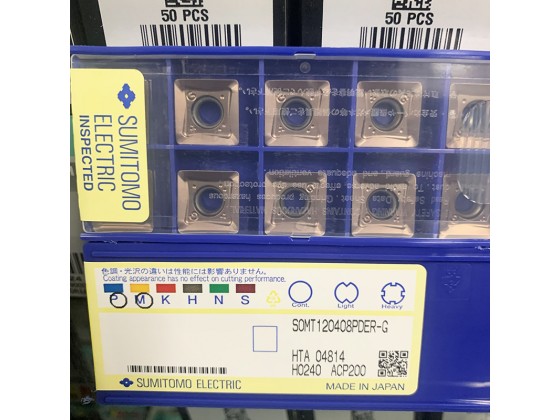 50 PCS
50 PCS
SUMITOMO
ELECTRIC
INSPECTED
色調・光沢の違いは性能には影響がありません。
Coating appearance has no effect on cutting performance.
P M K H N S
Cont. Light Heavy
SOMT120408PDER-G
HTA 04814
H0240 ACP200
SUMITOMO ELECTRIC
MADE IN JAPAN